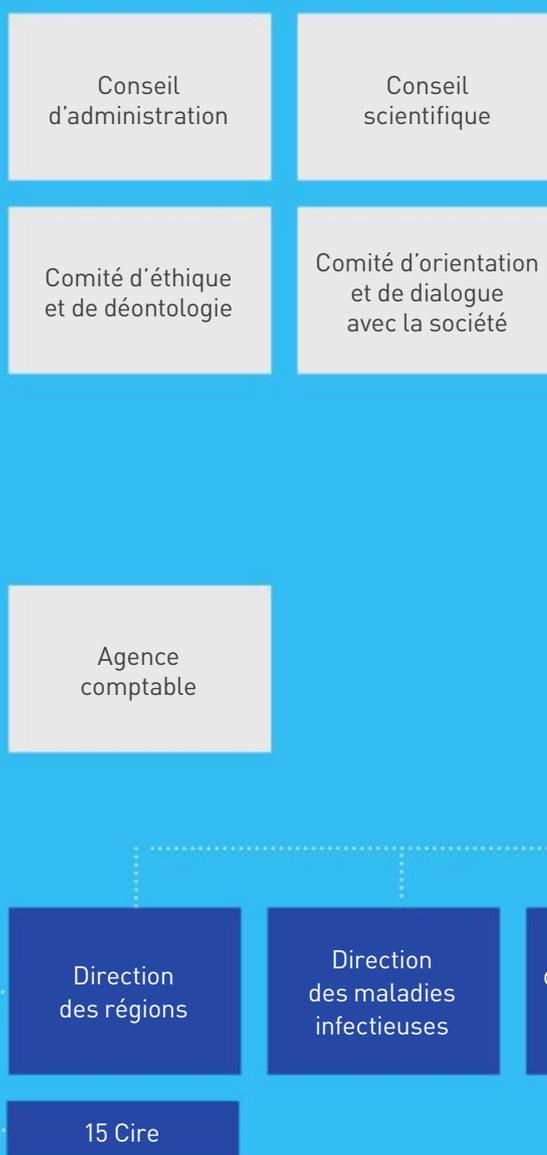 Conseil
d'administration
Conseil
scientifique
Comité d'éthique
et de déontologie
Comité d'orientation
et de dialogue
avec la société
Agence
comptable
Direction
des régions
Direction
des maladies
infectieuses
15 Cire